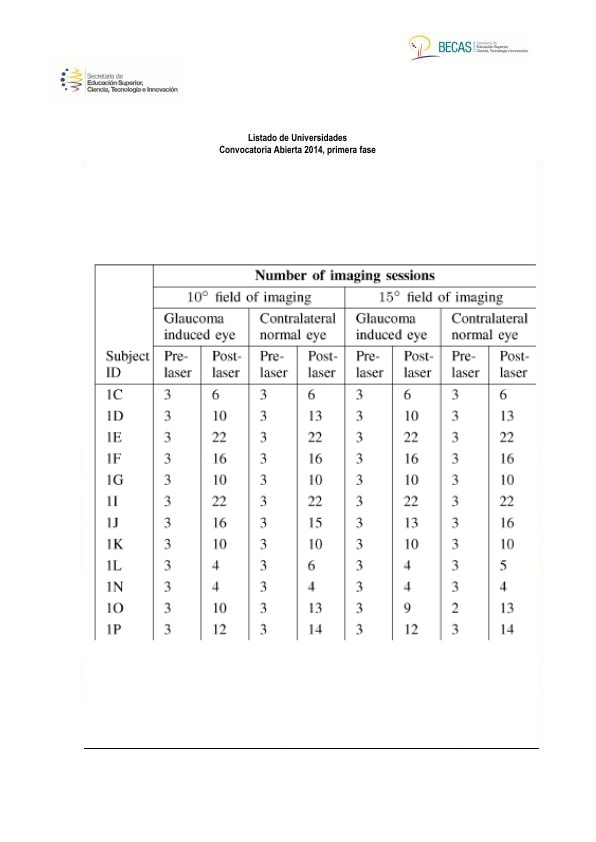 BECAS
Secretaría de
Educación Superior,
Ciencia, Tecnología e Innovación
Secretaría de
Educación Superior,
Ciencia, Tecnología e Innovación
Listado de Universidades
Convocatoria Abierta 2014, primera fase
Number of imaging sessions
10° field of imaging 15° field of imaging
Glaucoma Contralateral Glaucoma Contralateral
induced eye normal eye induced eye normal eye
Subject Pre- Post- Pre- Post- Pre- Post- Pre- Post-
ID laser laser laser laser laser laser laser laser
1C 3 6 3 6 3 6 3 6
1D 3 10 3 13 3 10 3 13
1E 3 22 3 22 3 22 3 22
1F 3 16 3 16 3 16 3 16
1G 3 10 3 10 3 10 3 10
1I 3 22 3 22 3 22 3 22
1J 3 16 3 15 3 13 3 16
1K 3 10 3 10 3 10 3 10
1L 3 4 3 6 3 4 3 5
1N 3 4 3 4 3 4 3 4
1O 3 10 3 13 3 9 2 13
1P 3 12 3 14 3 12 3 14